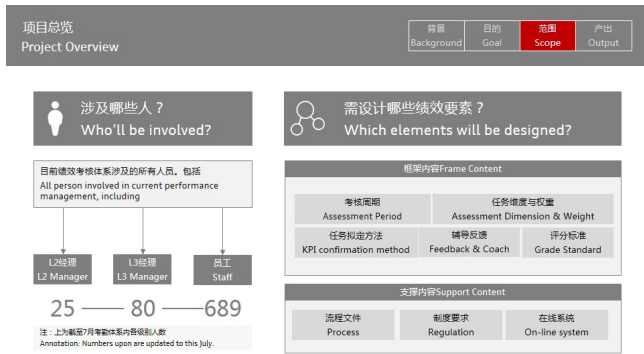 项目总览
Project Overview
背景
Background
目的
Goal
范围
Scope
产出
Output
涉及哪些人？
Who'll be involved?
目前绩效考核体系涉及的所有人员，包括
All person involved in current performance
management, including
L2经理
L2 Manager
L3经理
L3 Manager
员工
Staff
25 80 689
注：上为截至7月考勤体系内各级别人数
Annotation: Numbers upon are updated to this July.
需设计哪些绩效要素？
Which elements will be designed?
框架内容Frame Content
考核周期
Assessment Period
任务维度与权重
Assessment Dimension & Weight
任务拟定方法
KPI confirmation method
辅导反馈
Feedback & Coach
评分标准
Grade Standard
支撑内容Support Content
流程文件
Process
制度要求
Regulation
在线系统
On-line system